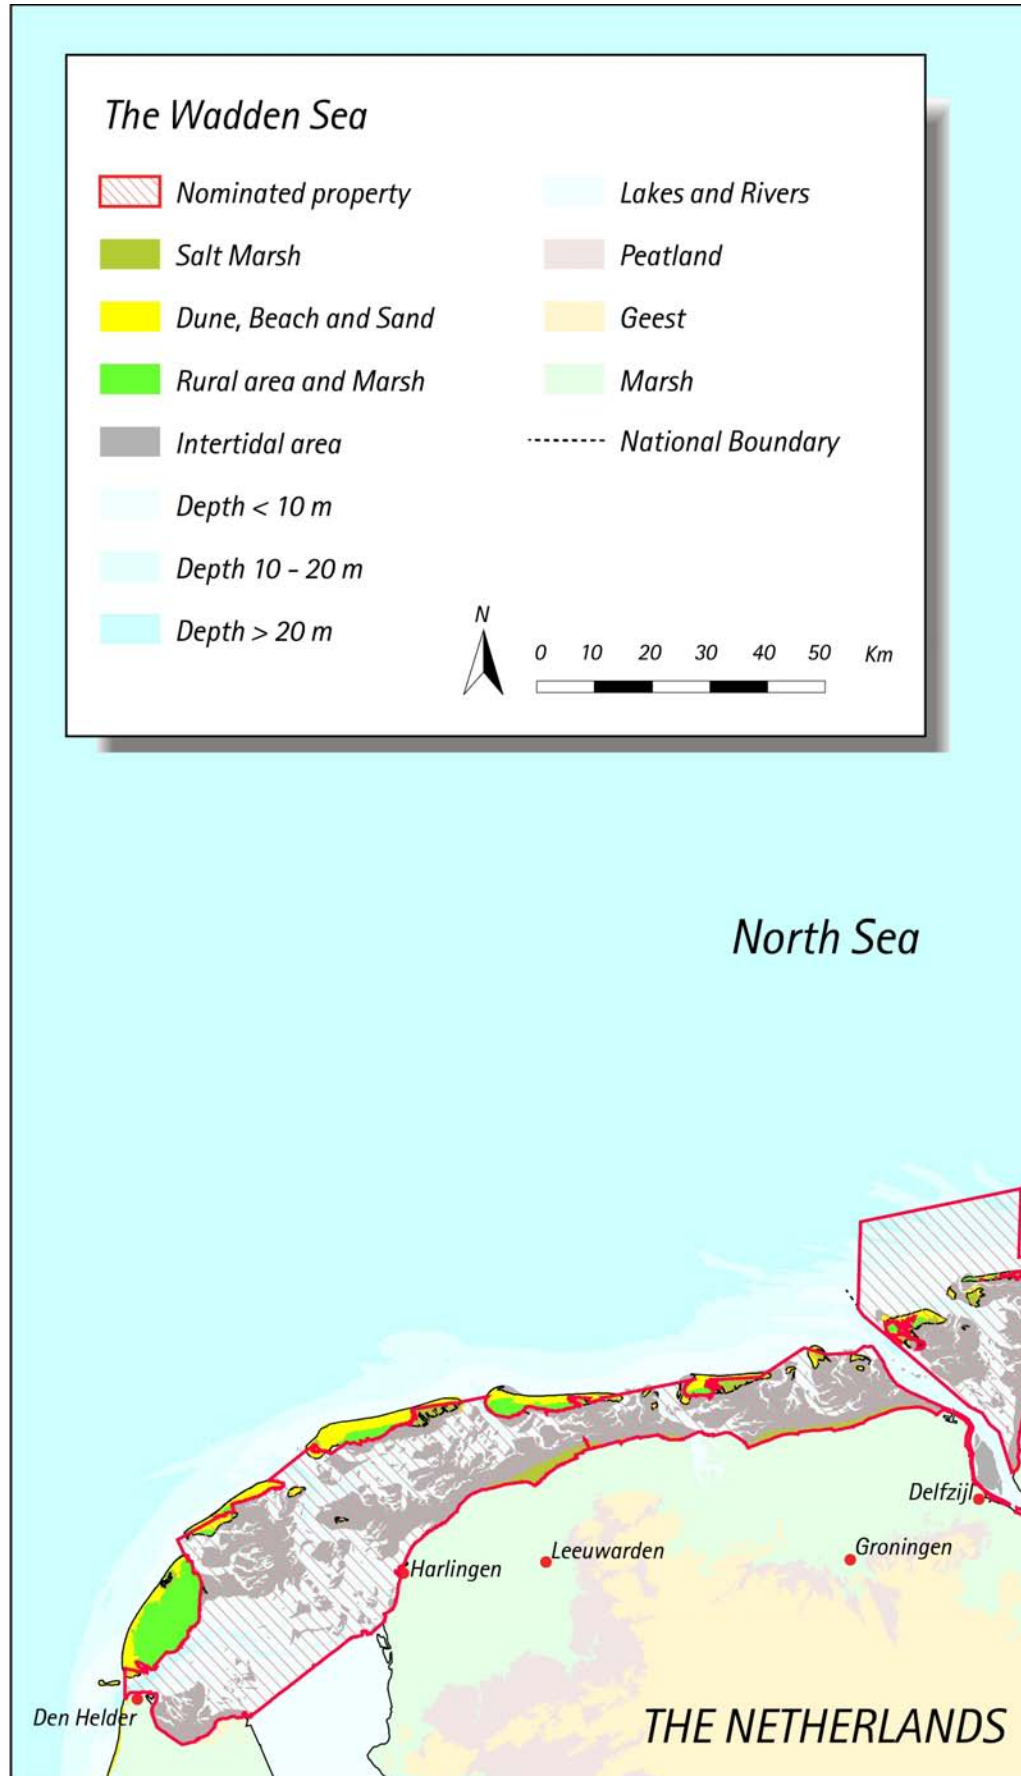 The Wadden Sea
Nominated property
Salt Marsh
Dune, Beach and Sand
Rural area and Marsh
Intertidal area
Depth < 10 m
Depth 10 - 20 m
Depth > 20 m
Lakes and Rivers
Peatland
Geest
Marsh
National Boundary
N
0 10 20 30 40 50 Km
North Sea
Delfzijl
Groningen
Leeuwarden
Harlingen
Den Helder
THE NETHERLANDS